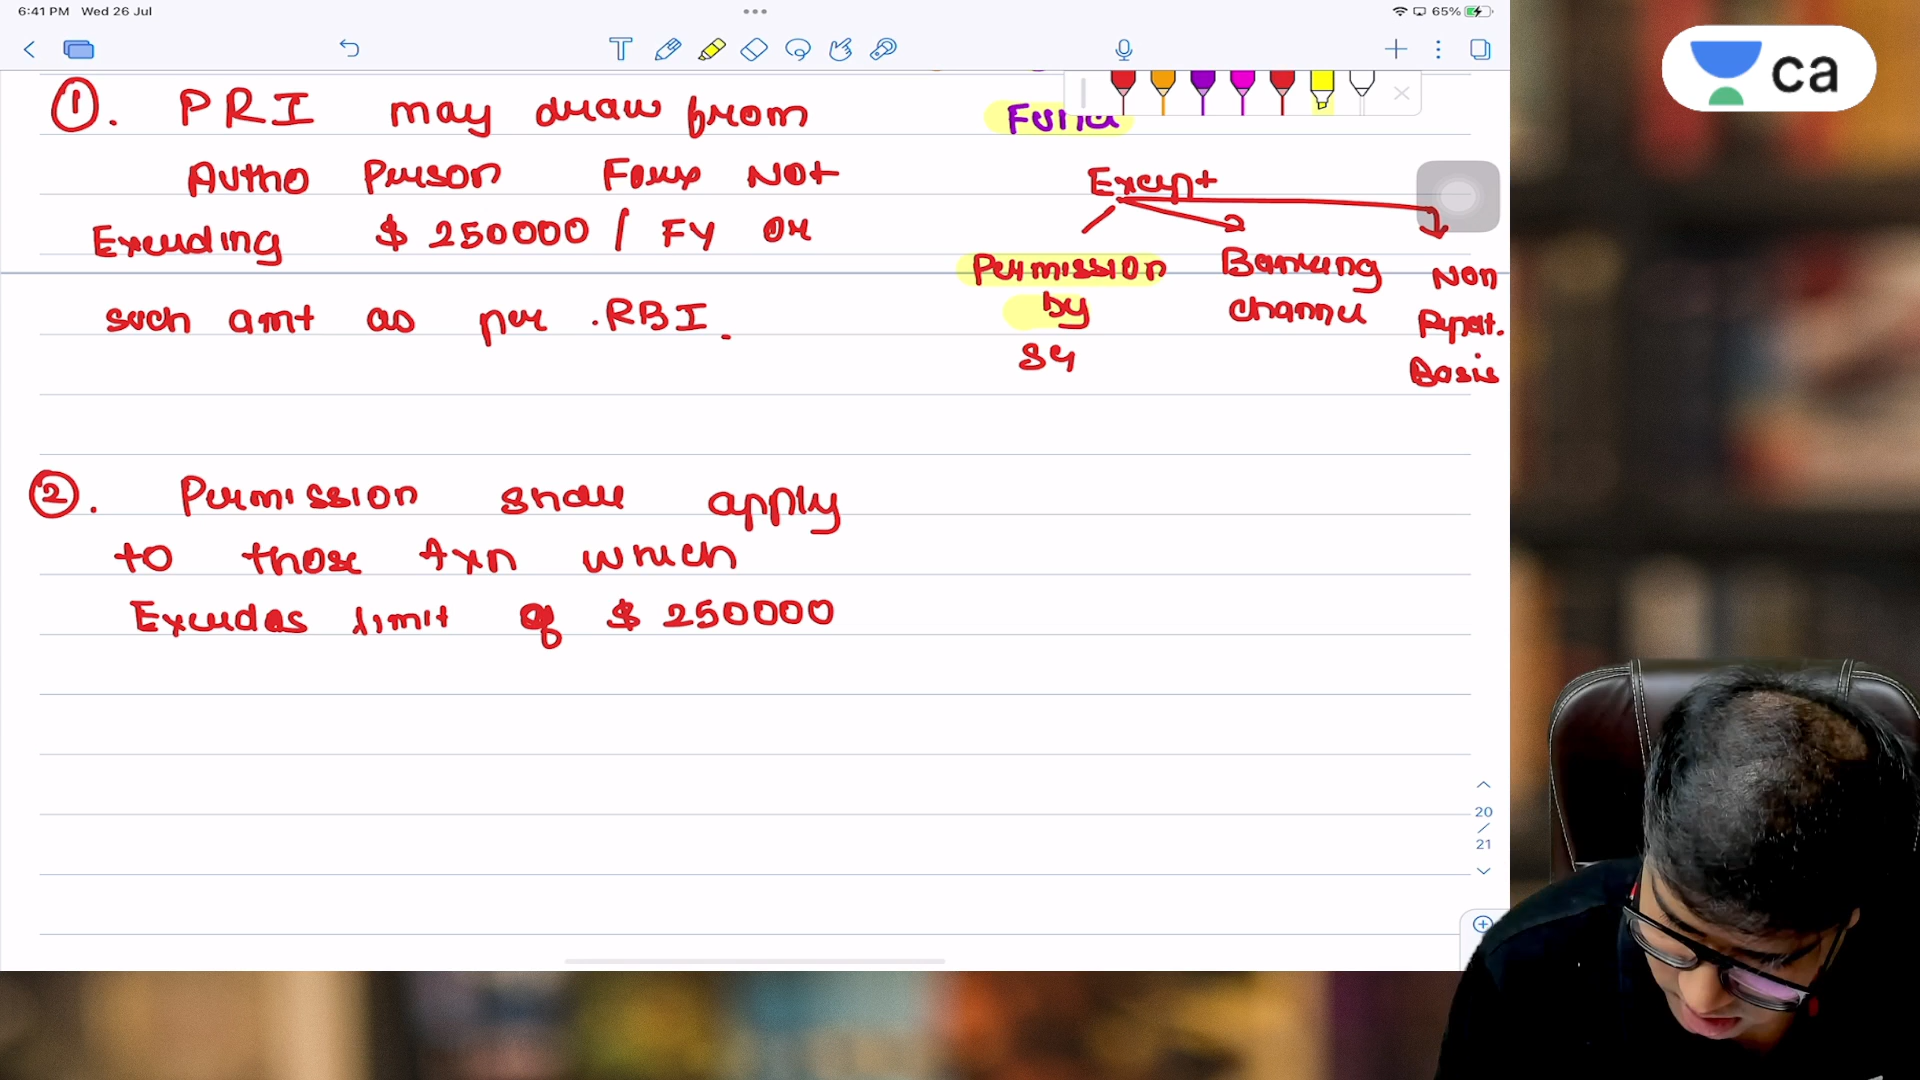 6:41 PM Wed 26 Jul
65%
ca
①. PRI may draw from
Autho Person Forex Not
Exceeding $ 250000 / FY or
such amt as per .RBI.
Fund
Except
Permission
by
Banking
channel
Non
Repat.
Basis
②. Permission shall apply
to those txn which
Exceedes limit of $ 250000
20
/
21